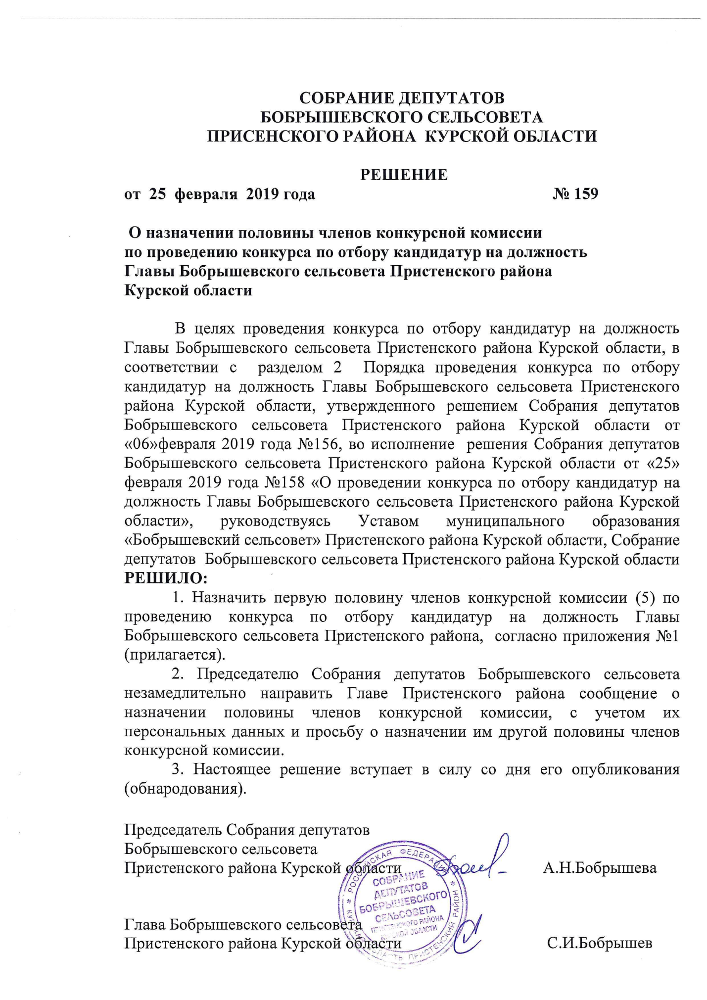 СОБРАНИЕ ДЕПУТАТОВ
БОБРЫШЕВСКОГО СЕЛЬСОВЕТА
ПРИСЕНСКОГО РАЙОНА КУРСКОЙ ОБЛАСТИ
РЕШЕНИЕ
от 25 февраля 2019 года № 159
О назначении половины членов конкурсной комиссии
по проведению конкурса по отбору кандидатур на должность
Главы Бобрышевского сельсовета Пристенского района
Курской области
В целях проведения конкурса по отбору кандидатур на должность
Главы Бобрышевского сельсовета Пристенского района Курской области, в
соответствии с разделом 2 Порядка проведения конкурса по отбору
кандидатур на должность Главы Бобрышевского сельсовета Пристенского
района Курской области, утвержденного решением Собрания депутатов
Бобрышевского сельсовета Пристенского района Курской области от
«06»февраля 2019 года №156, во исполнение решения Собрания депутатов
Бобрышевского сельсовета Пристенского района Курской области от «25»
февраля 2019 года №158 «О проведении конкурса по отбору кандидатур на
должность Главы Бобрышевского сельсовета Пристенского района Курской
области», руководствуясь Уставом муниципального образования
«Бобрышевский сельсовет» Пристенского района Курской области, Собрание
депутатов Бобрышевского сельсовета Пристенского района Курской области
РЕШИЛО:
1. Назначить первую половину членов конкурсной комиссии (5) по
проведению конкурса по отбору кандидатур на должность Главы
Бобрышевского сельсовета Пристенского района, согласно приложения №1
(прилагается).
2. Председателю Собрания депутатов Бобрышевского сельсовета
незамедлительно направить Главе Пристенского района сообщение о
назначении половины членов конкурсной комиссии, с учетом их
персональных данных и просьбу о назначении им другой половины членов
конкурсной комиссии.
3. Настоящее решение вступает в силу со дня его опубликования
(обнародования).
Председатель Собрания депутатов
Бобрышевского сельсовета
Пристенского района Курской области А.Н.Бобрышева
Глава Бобрышевского сельсовета
Пристенского района Курской области С.И.Бобрышев
* РОССИЙСКАЯ ФЕДЕРАЦИЯ *
КУРСКАЯ ОБЛАСТЬ ПРИСТЕНСКИЙ РАЙОН
СОБРАНИЕ
ДЕПУТАТОВ
БОБРЫШЕВСКОГО
СЕЛЬСОВЕТА
ПРИСТЕНСКОГО РАЙОНА
КУРСКОЙ ОБЛАСТИ